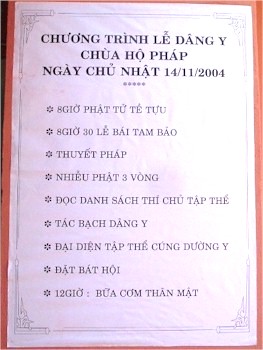 CHƯƠNG TRÌNH LỄ DÂNG Y
CHÙA HỘ PHÁP
NGÀY CHỦ NHẬT 14/11/2004
*****
❖ 8GIỜ PHẬT TỬ TỀ TỰU
❖ 8GIỜ 30 LỄ BÁI TAM BẢO
❖ THUYẾT PHÁP
❖ NHIỄU PHẬT 3 VÒNG
❖ ĐỌC DANH SÁCH THÍ CHỦ TẬP THỂ
❖ TÁC BẠCH DÂNG Y
❖ ĐẠI DIỆN TẬP THỂ CÚNG DƯỜNG Y
❖ ĐẶT BÁT HỘI
❖ 12GIỜ : BỮA CƠM THÂN MẬT